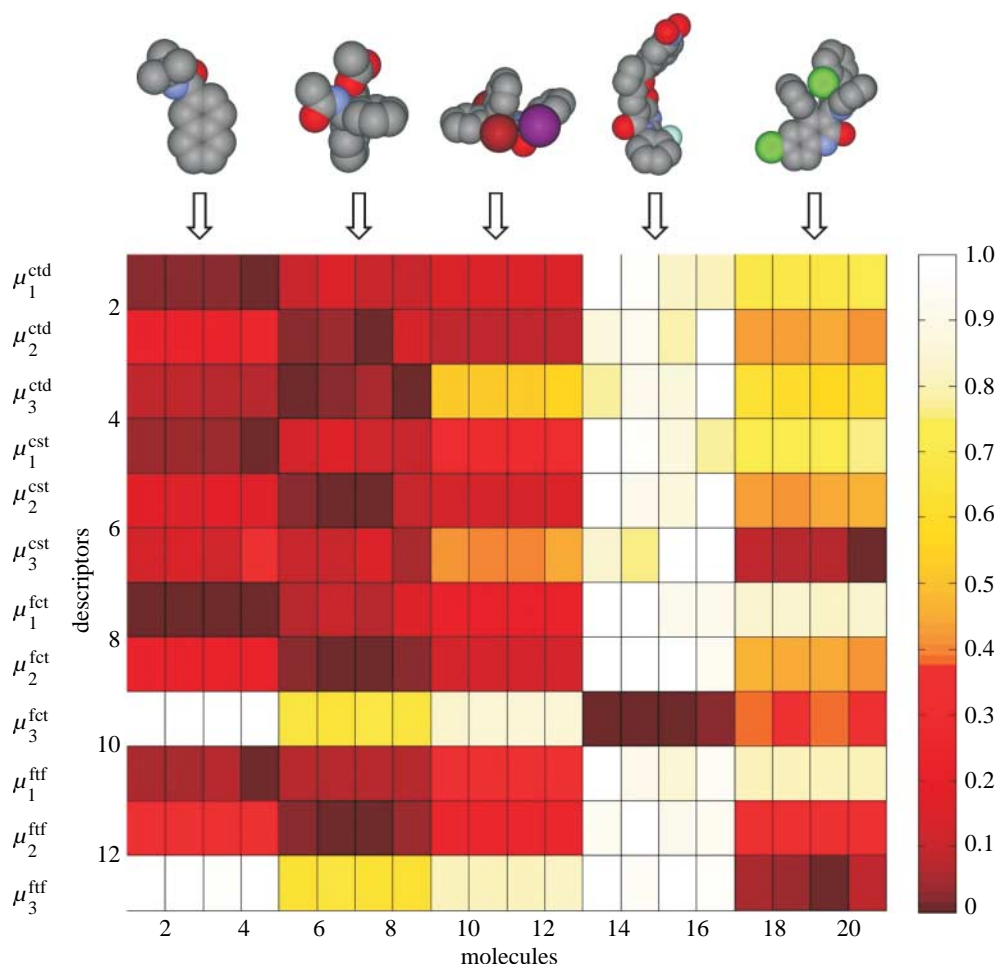 μ₁ᶜᵗᵈ 1.0
2
μ₂ᶜᵗᵈ 0.9
μ₃ᶜᵗᵈ 0.8
4
μ₁ᶜˢᵗ 0.7
μ₂ᶜˢᵗ 0.6
6
μ₃ᶜˢᵗ 0.5
descriptors
μ₁ᶠᶜᵗ
8 0.4
μ₂ᶠᶜᵗ
μ₃ᶠᶜᵗ 0.3
10
μ₁ᶠᵗᶠ 0.2
μ₂ᶠᵗᶠ 0.1
12
μ₃ᶠᵗᶠ 0
2 4 6 8 10 12 14 16 18 20
molecules